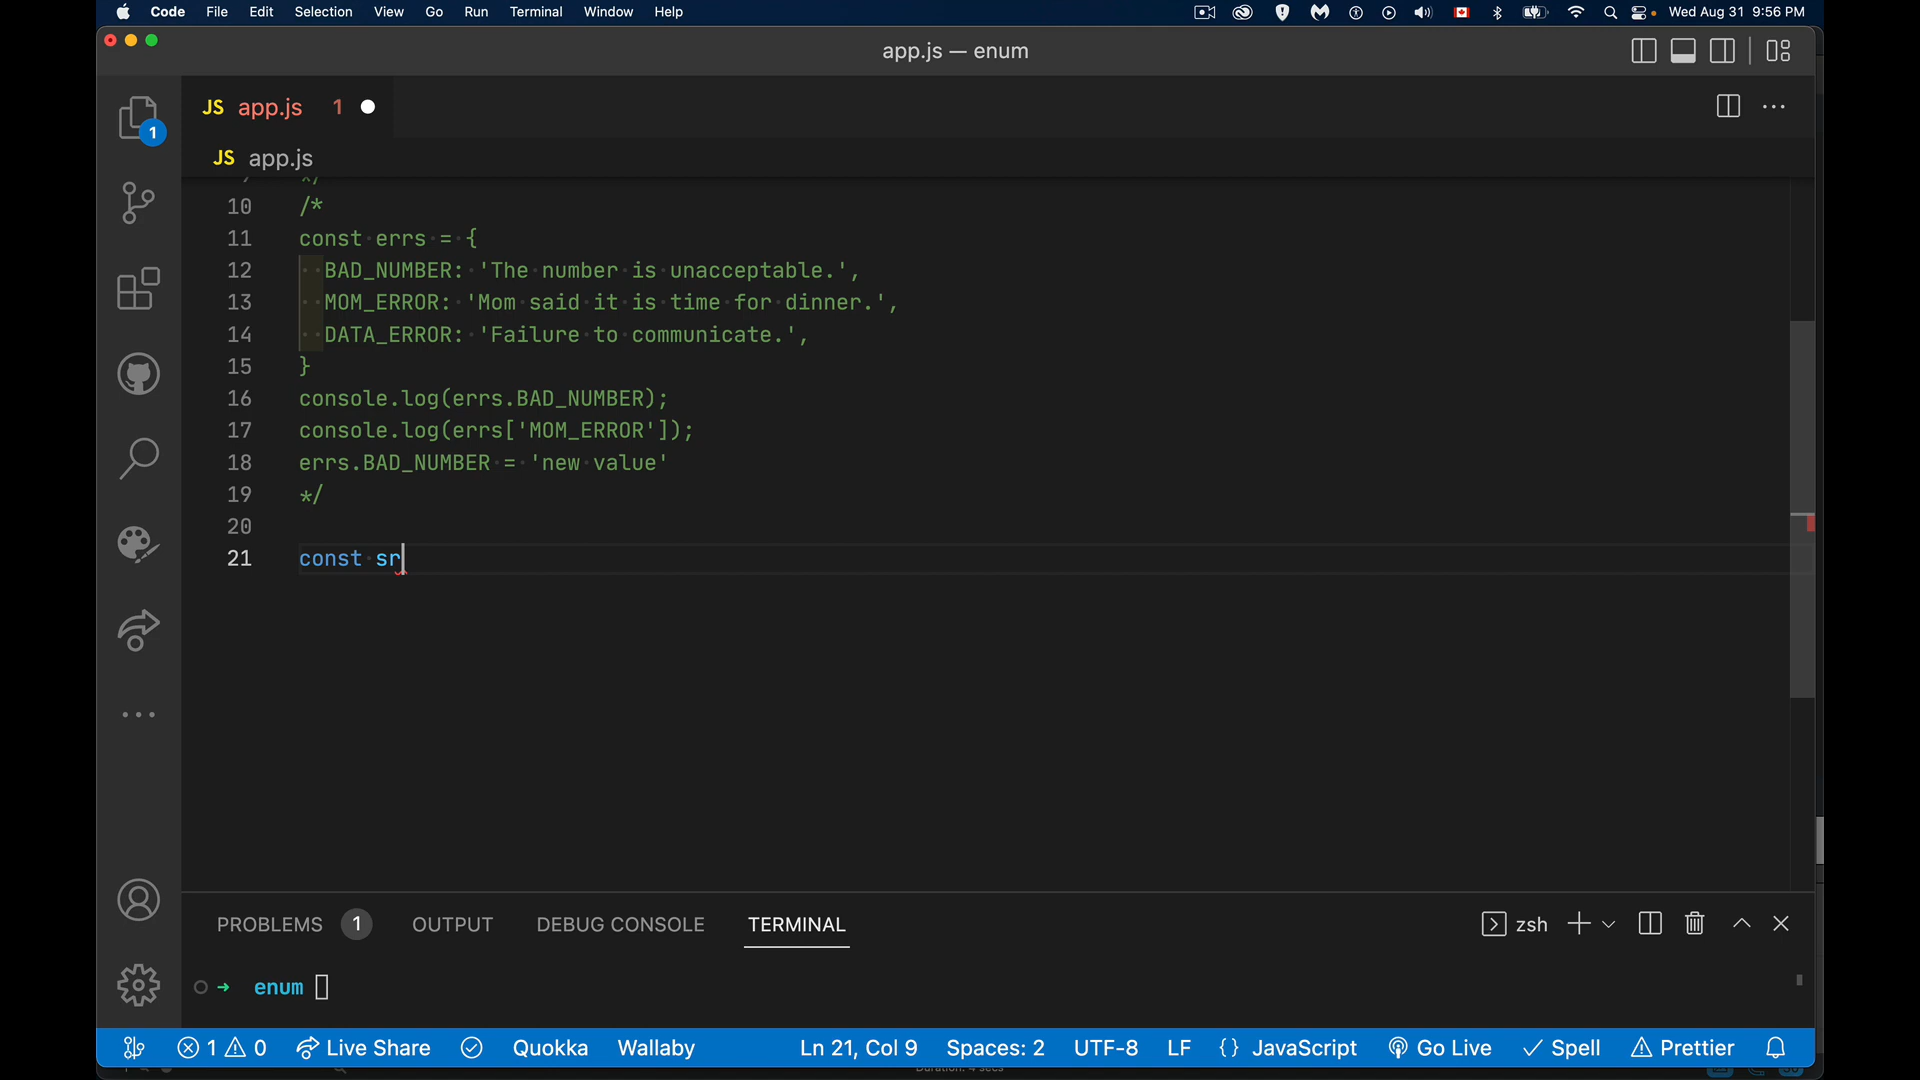 Code File Edit Selection View Go Run Terminal Window Help Wed Aug 31 9:56 PM
app.js — enum
JS app.js 1
JS app.js
10 /*
11 const errs = {
12 BAD_NUMBER: 'The number is unacceptable.',
13 MOM_ERROR: 'Mom said it is time for dinner.',
14 DATA_ERROR: 'Failure to communicate.',
15 }
16 console.log(errs.BAD_NUMBER);
17 console.log(errs['MOM_ERROR']);
18 errs.BAD_NUMBER = 'new value'
19 */
20
21 const sr
1
PROBLEMS 1 OUTPUT DEBUG CONSOLE TERMINAL zsh
➜ enum
1 0 Live Share Quokka Wallaby Ln 21, Col 9 Spaces: 2 UTF-8 LF {} JavaScript Go Live Spell Prettier